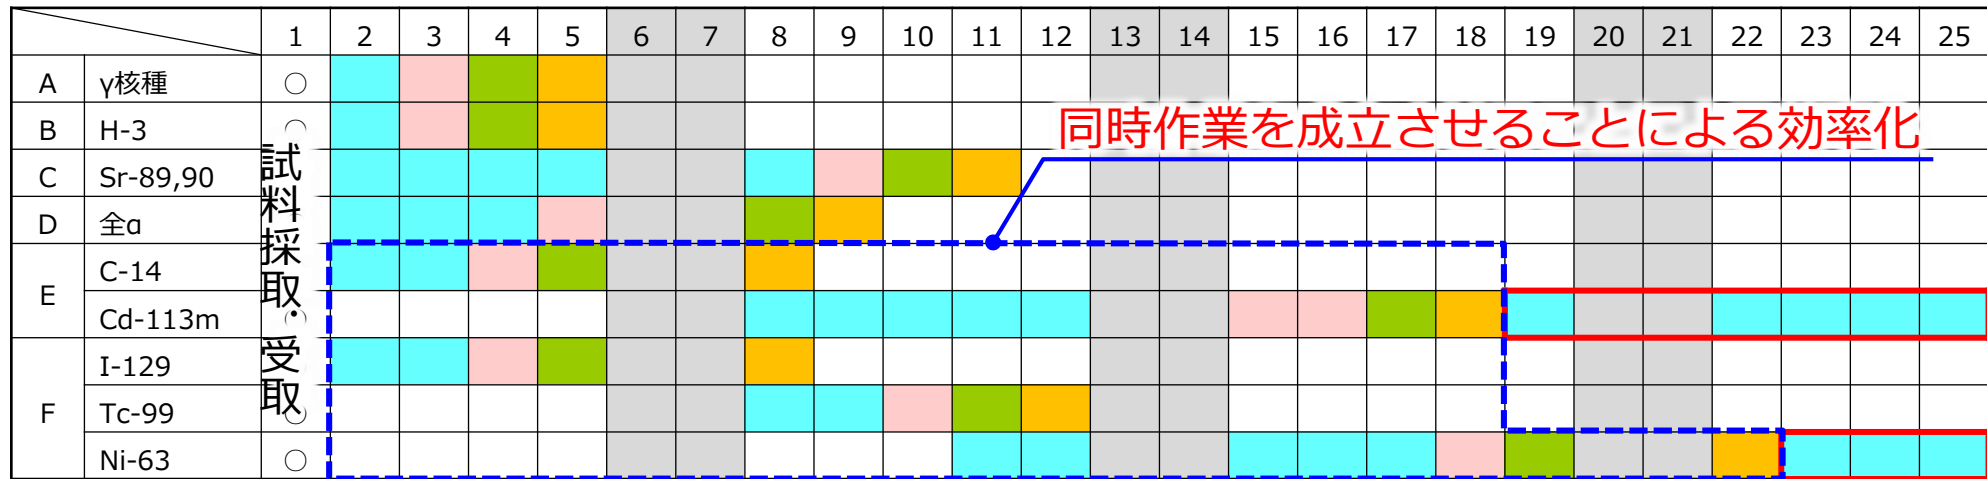 1 2 3 4 5 6 7 8 9 10 11 12 13 14 15 16 17 18 19 20 21 22 23 24 25
A γ核種 ○
B H-3 ○
同時作業を成立させることによる効率化
C Sr-89,90
D 全α
E C-14
Cd-113m ○
F I-129
Tc-99 ○
Ni-63 ○
試料採取・受取